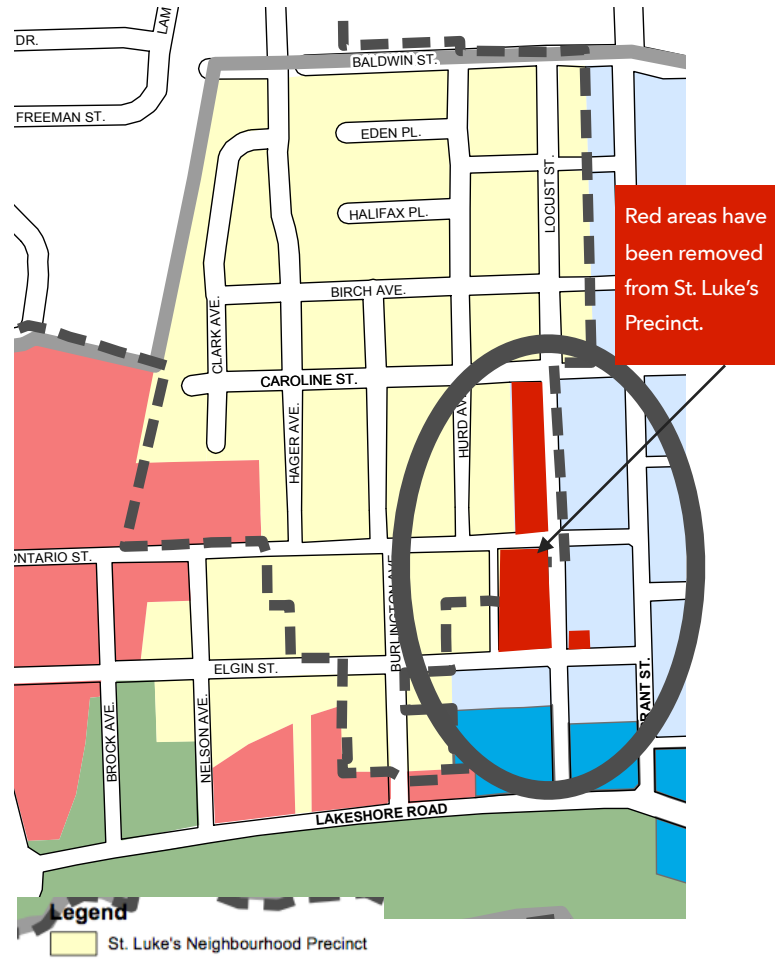 DR.
LAM
BALDWIN ST.
FREEMAN ST.
EDEN PL.
LOCUST ST.
HALIFAX PL.
Red areas have
been removed
from St. Luke's
Precinct.
BIRCH AVE.
CLARK AVE.
CAROLINE ST.
HAGER AVE.
HURD AV
ONTARIO ST.
BURLINGTON AVE
ELGIN ST.
BRANT ST.
BROCK AVE.
NELSON AVE.
LAKESHORE ROAD
Legend
St. Luke's Neighbourhood Precinct